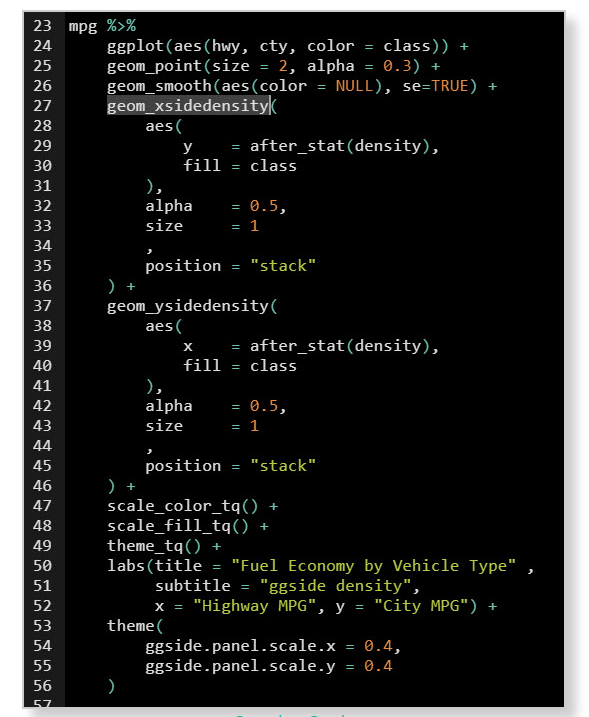 23 mpg %>%
24     ggplot(aes(hwy, cty, color = class)) +
25     geom_point(size = 2, alpha = 0.3) +
26     geom_smooth(aes(color = NULL), se=TRUE) +
27     geom_xsidedensity(
28         aes(
29             y    = after_stat(density),
30             fill = class
31         ),
32         alpha    = 0.5,
33         size     = 1
34         ,
35         position = "stack"
36     ) +
37     geom_ysidedensity(
38         aes(
39             x    = after_stat(density),
40             fill = class
41         ),
42         alpha    = 0.5,
43         size     = 1
44         ,
45         position = "stack"
46     ) +
47     scale_color_tq() +
48     scale_fill_tq() +
49     theme_tq() +
50     labs(title = "Fuel Economy by Vehicle Type" ,
51          subtitle = "ggside density",
52          x = "Highway MPG", y = "City MPG") +
53     theme(
54         ggside.panel.scale.x = 0.4,
55         ggside.panel.scale.y = 0.4
56     )
57